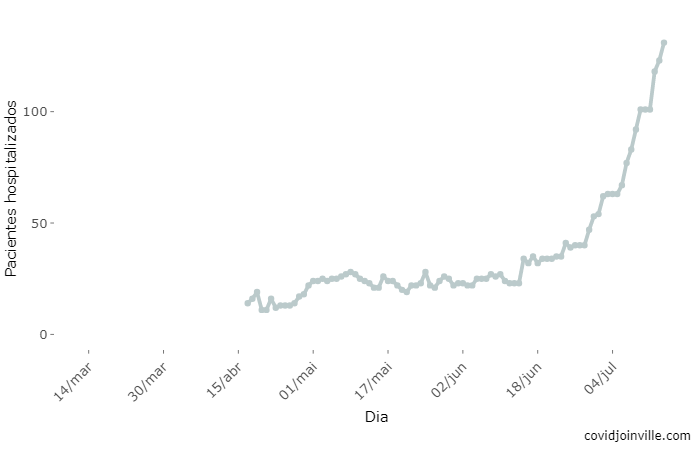 Pacientes hospitalizados
100
50
0
14/mar
30/mar
15/abr
01/mai
17/mai
02/jun
18/jun
04/jul
Dia
covidjoinville.com